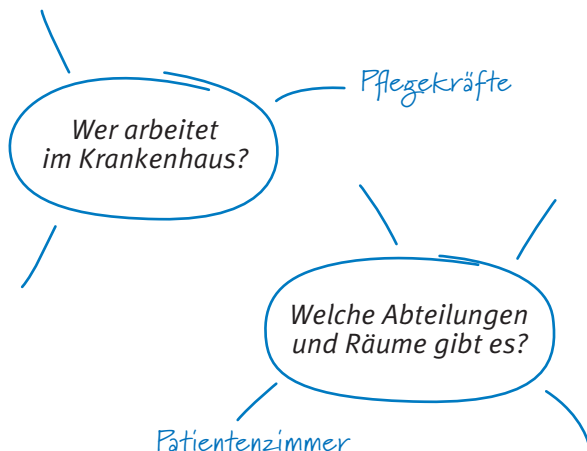 Pflegekräfte
Wer arbeitet
im Krankenhaus?
Welche Abteilungen
und Räume gibt es?
Patientenzimmer